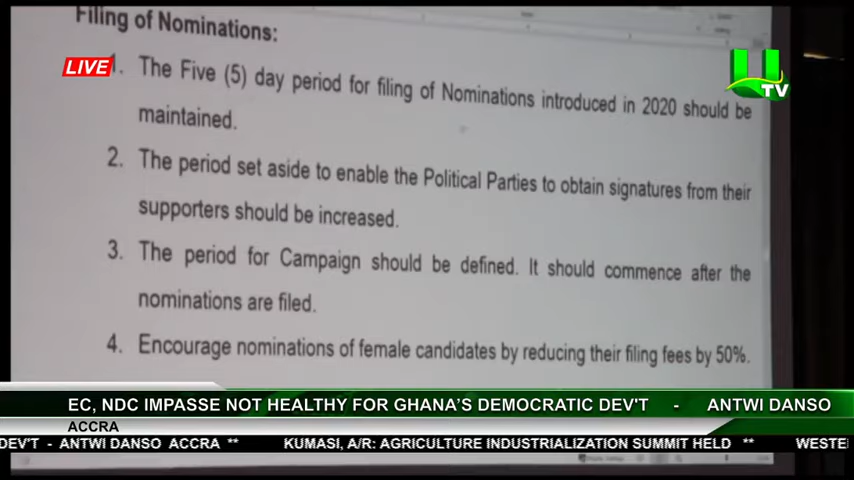 Filing of Nominations:
LIVE
1. The Five (5) day period for filing of Nominations introduced in 2020 should be
maintained.
2. The period set aside to enable the Political Parties to obtain signatures from their
supporters should be increased.
3. The period for Campaign should be defined. It should commence after the
nominations are filed.
4. Encourage nominations of female candidates by reducing their filing fees by 50%.
U
TV
EC, NDC IMPASSE NOT HEALTHY FOR GHANA'S DEMOCRATIC DEV'T - ANTWI DANSO
ACCRA
DEV'T - ANTWI DANSO ACCRA ** KUMASI, A/R: AGRICULTURE INDUSTRIALIZATION SUMMIT HELD ** WESTE